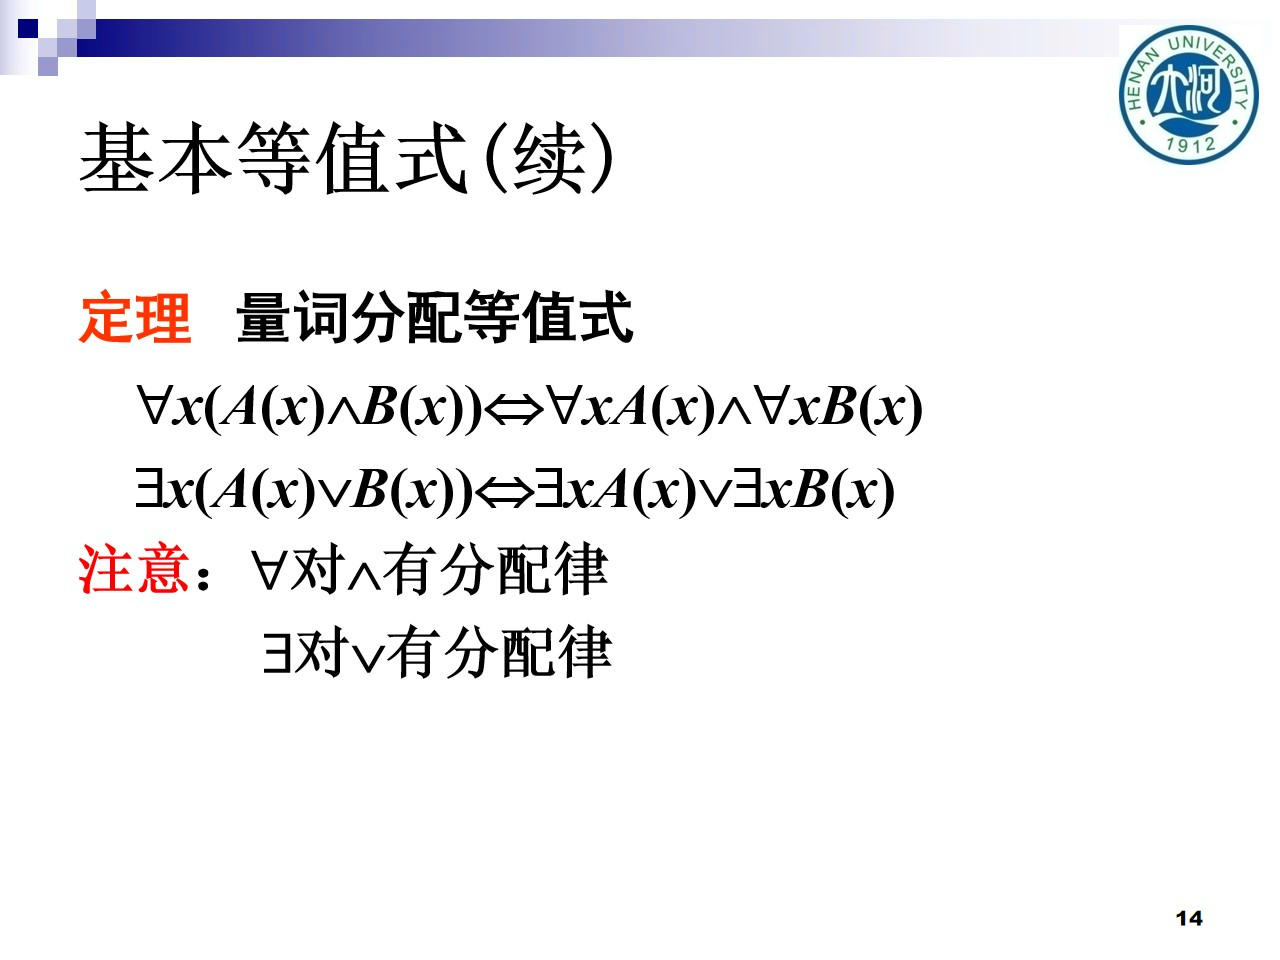 HENAN UNIVERSITY
1912
基本等值式(续)
定理 量词分配等值式
∀x(A(x)∧B(x))⇔∀xA(x)∧∀xB(x)
∃x(A(x)∨B(x))⇔∃xA(x)∨∃xB(x)
注意：∀对∧有分配律
∃对∨有分配律
14